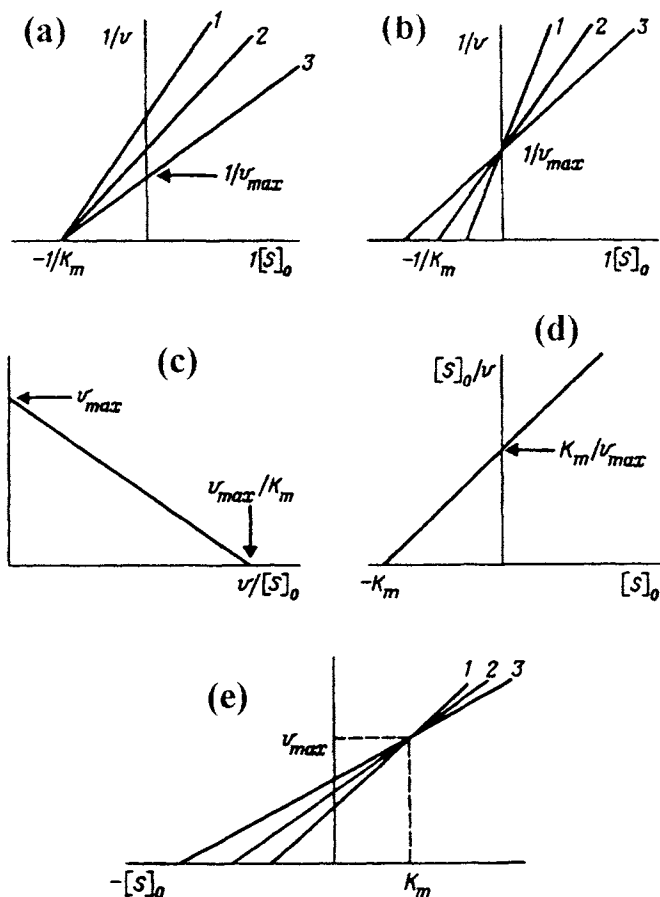 (a)
1/v
1
2
3
1/v_max
-1/K_m
1[S]_0
(b)
1/v
1
2
3
1/v_max
-1/K_m
1[S]_0
(c)
v_max
v_max/K_m
v/[S]_0
(d)
[S]_0/v
K_m/v_max
-K_m
[S]_0
(e)
1 2 3
v_max
-[S]_0
K_m